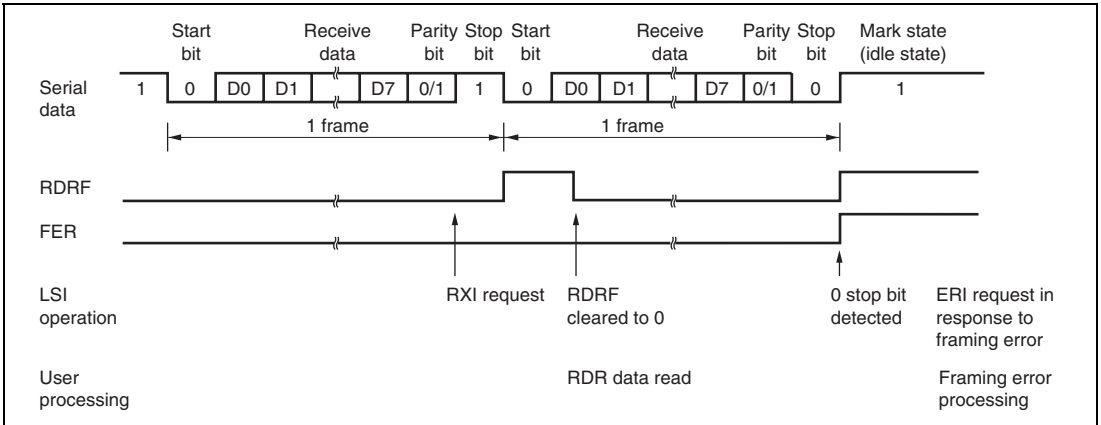 Start bit Receive data Parity bit Stop bit Start bit Receive data Parity bit Stop bit Mark state (idle state)
Serial data 1 0 D0 D1 D7 0/1 1 0 D0 D1 D7 0/1 0 1
1 frame 1 frame
RDRF
FER
LSI operation RXI request RDRF cleared to 0 0 stop bit detected ERI request in response to framing error
User processing RDR data read Framing error processing